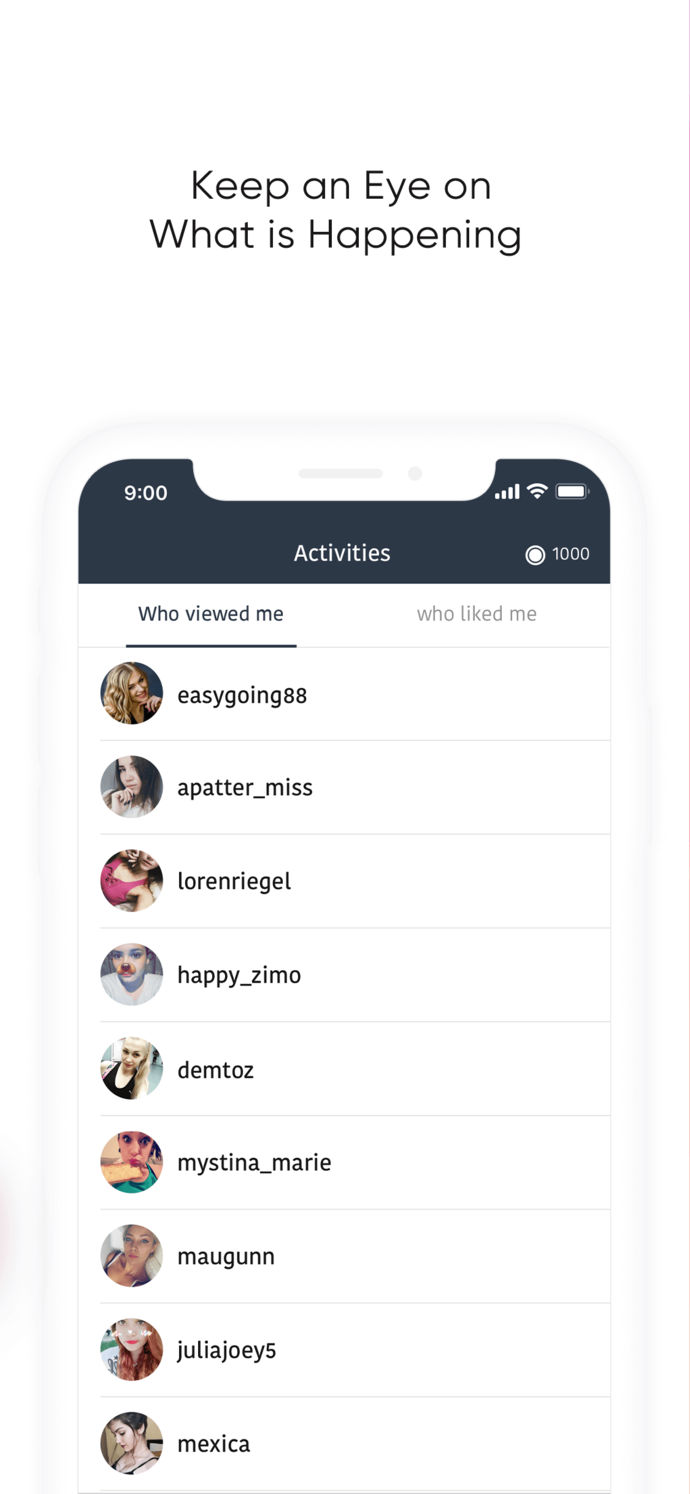 Keep an Eye on
What is Happening
9:00
Activities
1000
Who viewed me
who liked me
easygoing88
apatter_miss
lorenriegel
happy_zimo
demtoz
mystina_marie
maugunn
juliajoey5
mexica